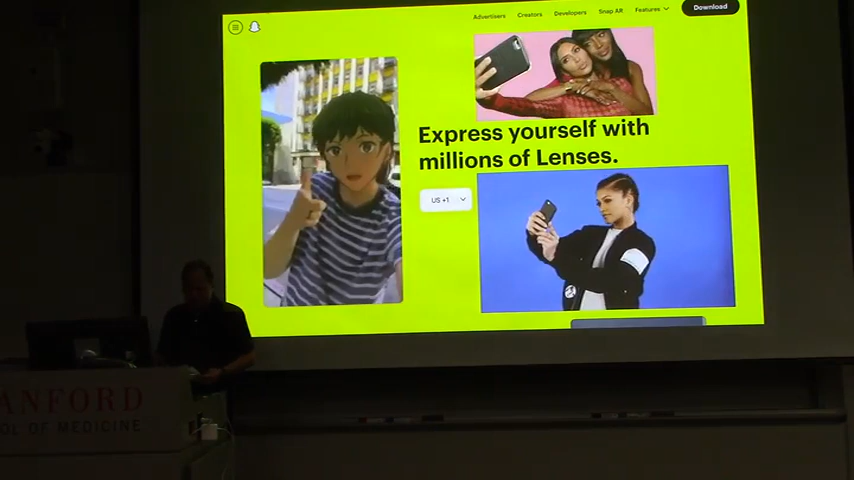 Advertisers Creators Developers Snap AR Features Download
Express yourself with
millions of Lenses.
US +1
ANFORD
OL OF MEDICINE